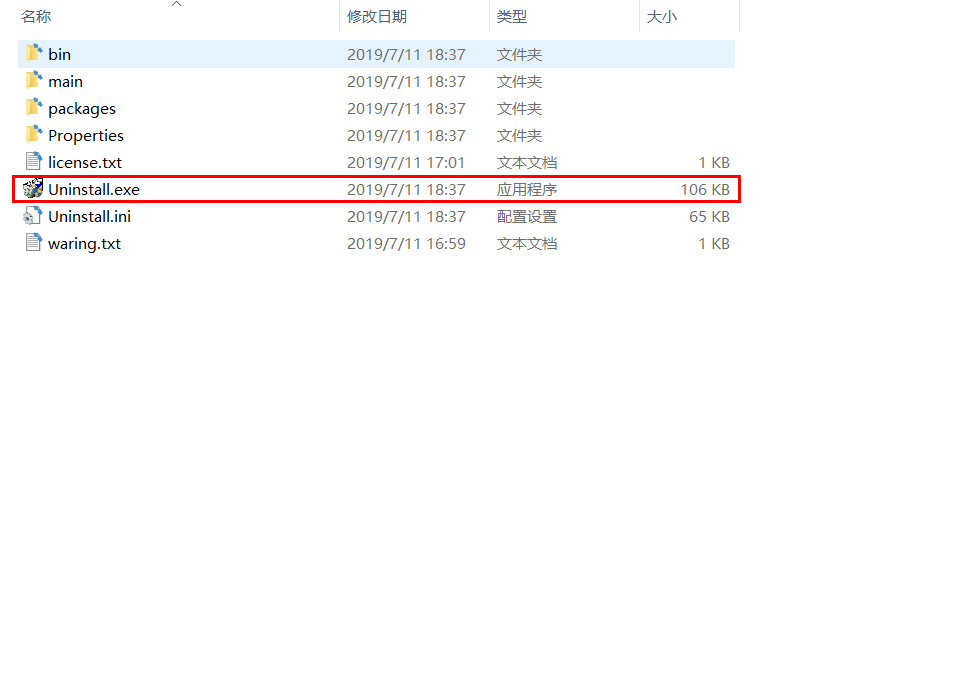 名称 修改日期 类型 大小
bin 2019/7/11 18:37 文件夹
main 2019/7/11 18:37 文件夹
packages 2019/7/11 18:37 文件夹
Properties 2019/7/11 18:37 文件夹
license.txt 2019/7/11 17:01 文本文档 1 KB
Uninstall.exe 2019/7/11 18:37 应用程序 106 KB
Uninstall.ini 2019/7/11 18:37 配置设置 65 KB
waring.txt 2019/7/11 16:59 文本文档 1 KB